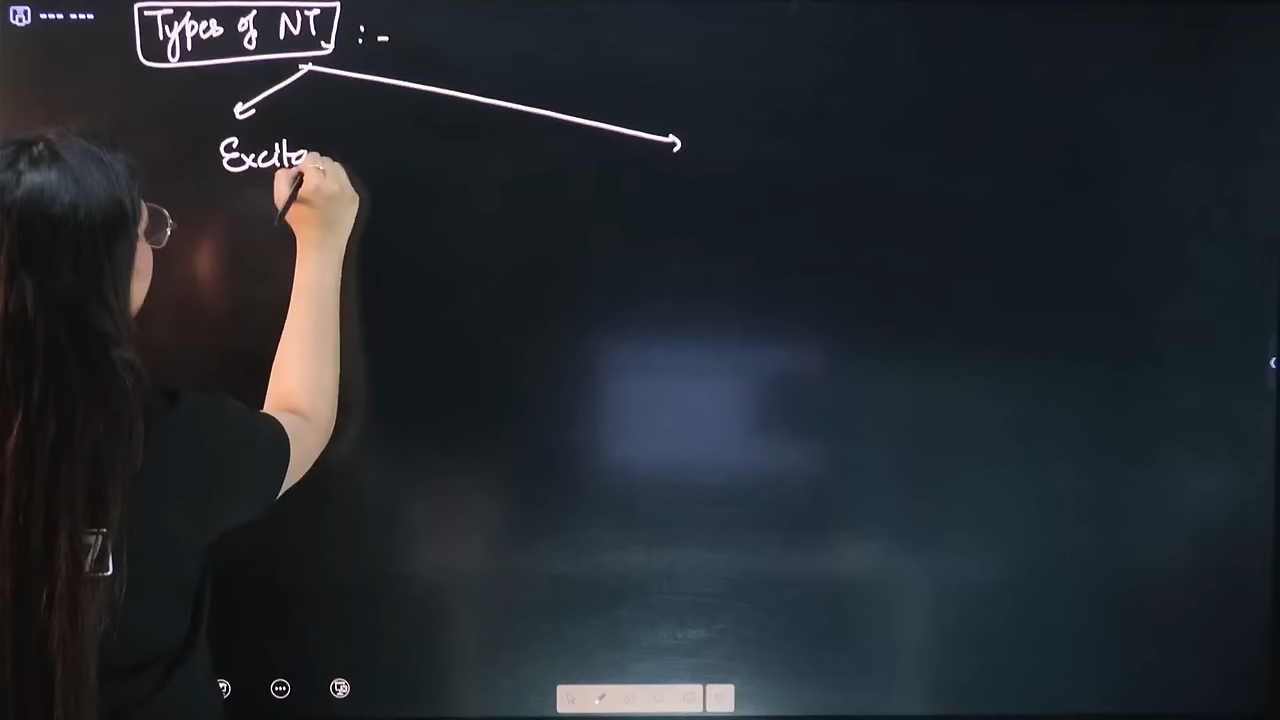 Types of NT :-
Excita